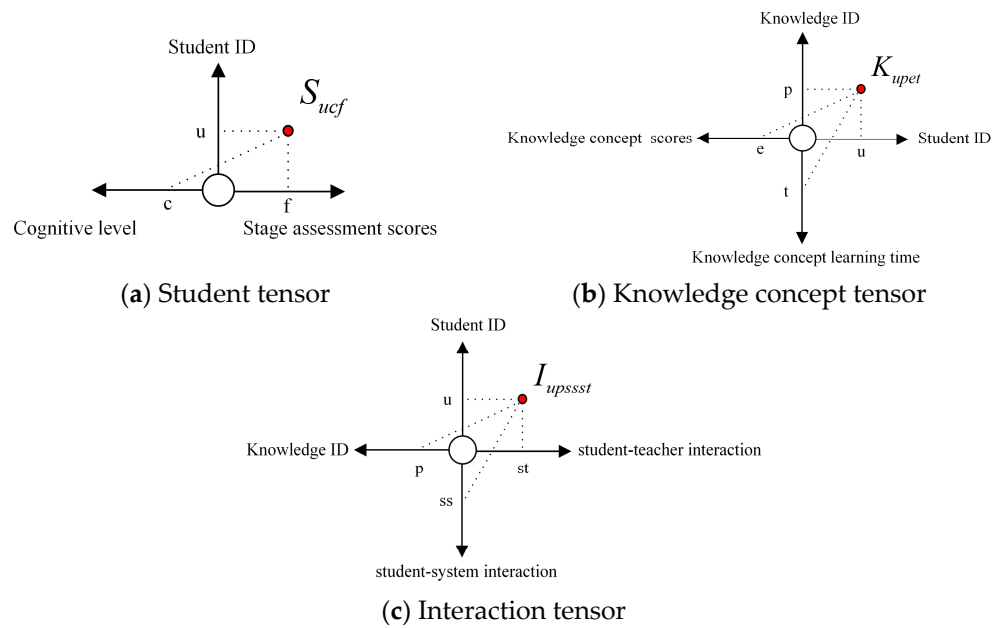 Student ID
S_ucf
u
c
f
Cognitive level
Stage assessment scores
(a) Student tensor
Knowledge ID
K_upet
p
Knowledge concept scores
e
u
Student ID
t
Knowledge concept learning time
(b) Knowledge concept tensor
Student ID
I_upssst
u
Knowledge ID
p
st
student-teacher interaction
ss
student-system interaction
(c) Interaction tensor